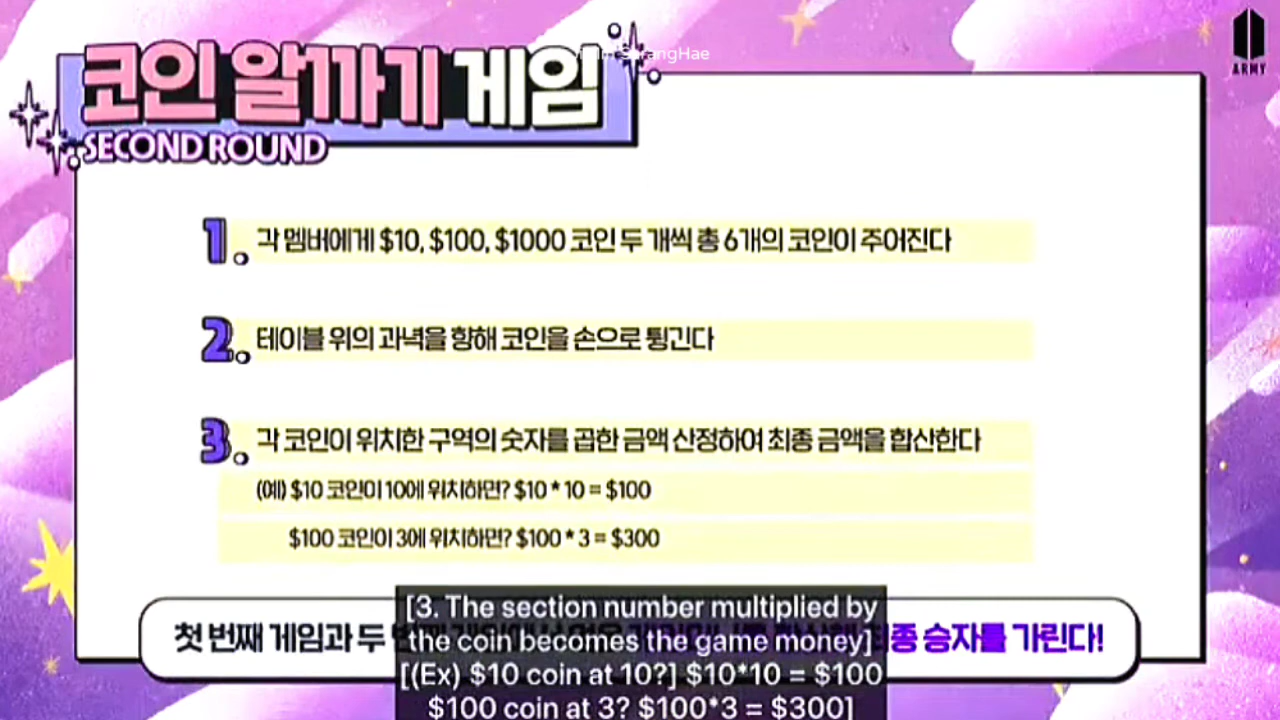 ARMY
SarangHae
코인 알까기 게임
SECOND ROUND
1. 각 멤버에게 $10, $100, $1000 코인 두 개씩 총 6개의 코인이 주어진다
2. 테이블 위의 과녁을 향해 코인을 손으로 튕긴다
3. 각 코인이 위치한 구역의 숫자를 곱한 금액 산정하여 최종 금액을 합산한다
(예) $10 코인이 10에 위치하면? $10 * 10 = $100
$100 코인이 3에 위치하면? $100 * 3 = $300
첫 번째 게임과 두 최종 승자를 가린다!
[3. The section number multiplied by
the coin becomes the game money]
[(Ex) $10 coin at 10?] $10*10 = $100
$100 coin at 3? $100*3 = $300]